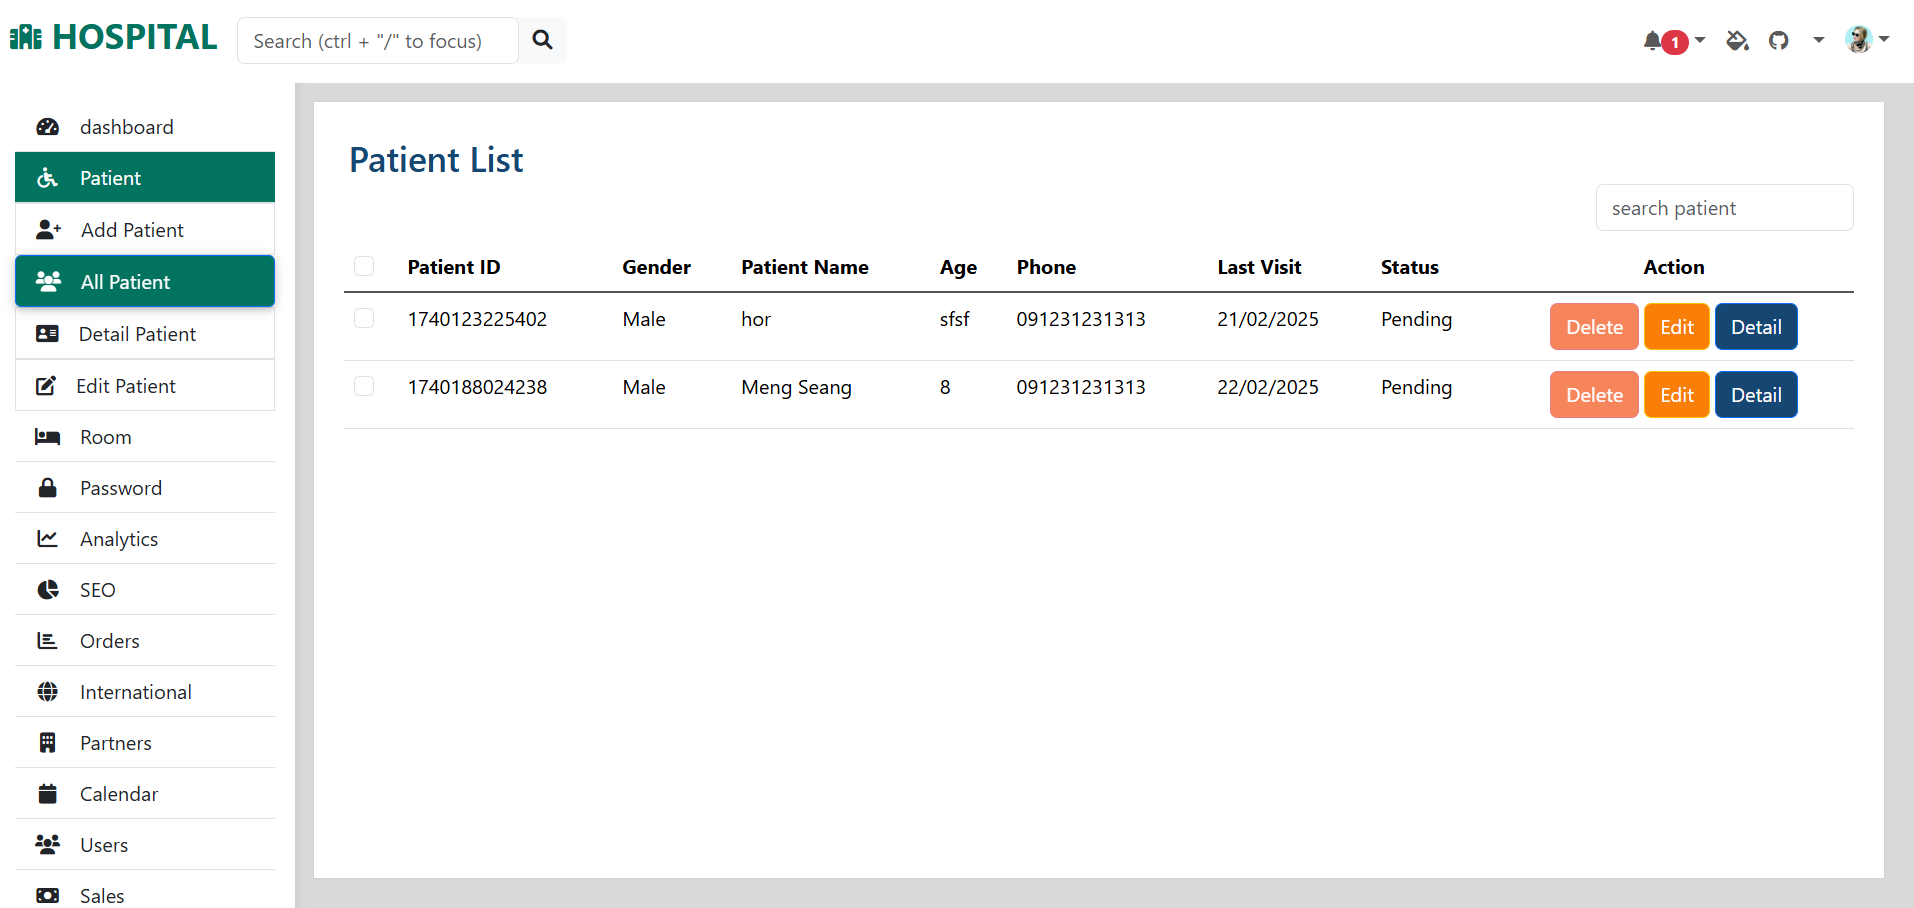 HOSPITAL
Search (ctrl + "/" to focus)
1
dashboard
Patient
Add Patient
All Patient
Detail Patient
Edit Patient
Room
Password
Analytics
SEO
Orders
International
Partners
Calendar
Users
Sales
Patient List
search patient
Patient ID Gender Patient Name Age Phone Last Visit Status Action
1740123225402 Male hor sfsf 091231231313 21/02/2025 Pending Delete Edit Detail
1740188024238 Male Meng Seang 8 091231231313 22/02/2025 Pending Delete Edit Detail